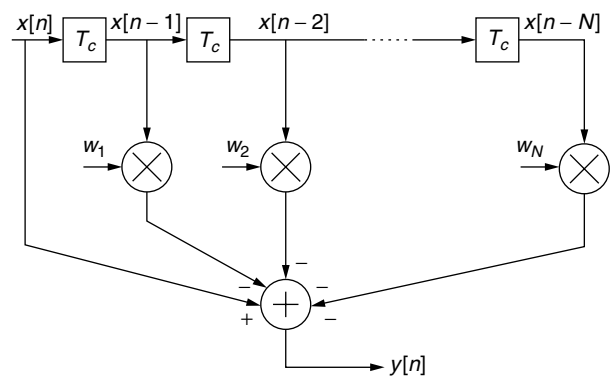 x[n] x[n − 1] x[n − 2] x[n − N]
T_c T_c T_c
w_1 w_2 w_N
− − −
+ −
y[n]